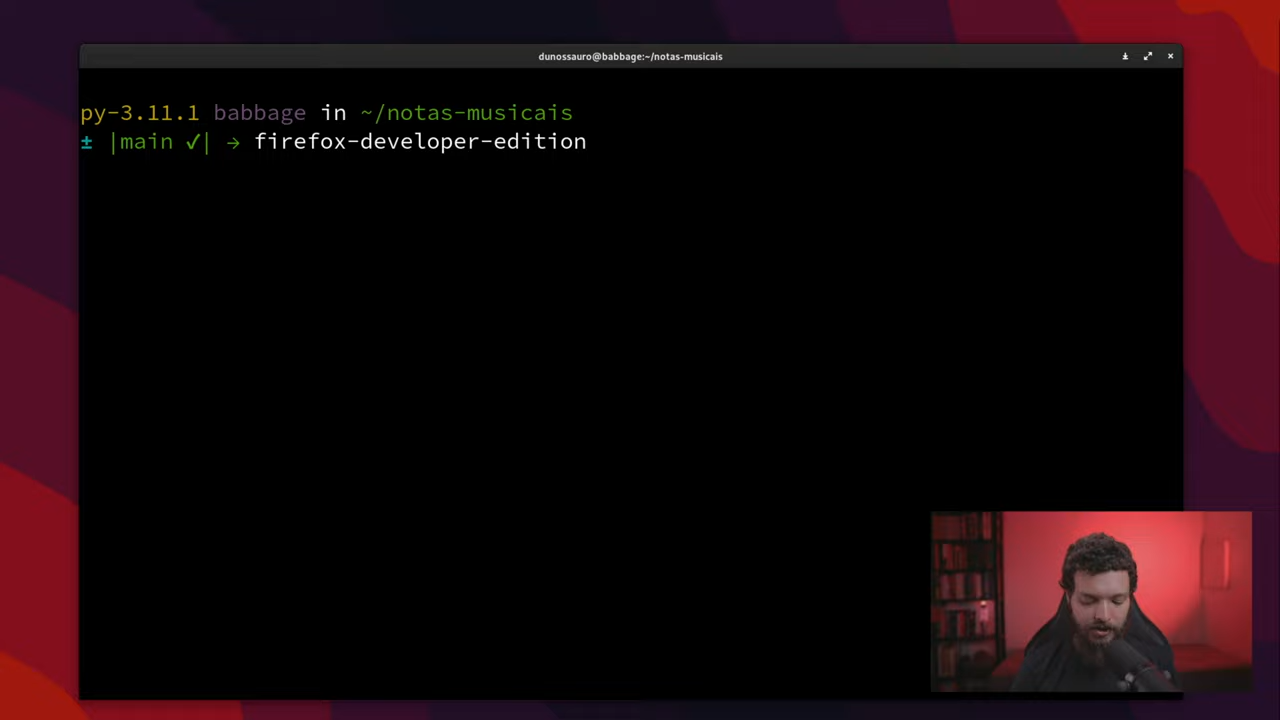 dunossauro@babbage:~/notas-musicais
py-3.11.1 babbage in ~/notas-musicais
± |main ✓| → firefox-developer-edition